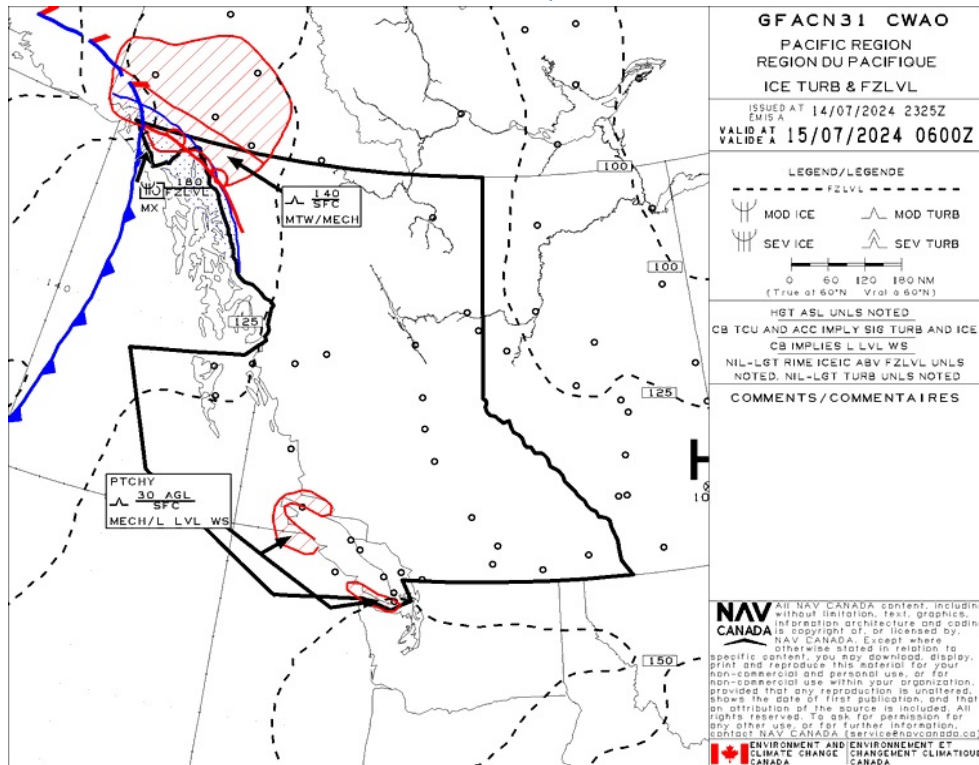 GFACN31 CWAO
PACIFIC REGION
REGION DU PACIFIQUE
ICE TURB & FZLVL
ISSUED AT
EMIS A
14/07/2024 2325Z
VALID AT
VALIDE A
15/07/2024 0600Z
LEGEND/LEGENDE
FZLVL
MOD ICE
MOD TURB
SEV ICE
SEV TURB
0 60 120 180 NM
(True at 60°N Vrai à 60°N)
HGT ASL UNLS NOTED
CB TCU AND ACC IMPLY SIG TURB AND ICE
CB IMPLIES L LVL WS
NIL-LGT RIME ICEIC ABV FZLVL UNLS
NOTED. NIL-LGT TURB UNLS NOTED
COMMENTS/COMMENTAIRES
180
FZLVL
MX
140
SFC
MTW/MECH
100
100
140
125
125
PTCHY
30 AGL
SFC
MECH/L LVL WS
H
10
150
NAV
CANADA
All NAV CANADA content, including
without limitation, text, graphics,
information architecture and coding
is copyright of, or licensed by,
NAV CANADA. Except where
otherwise stated in relation to
specific content, you may download, display,
print and reproduce this material for your
non-commercial and personal use, or for
non-commercial use within your organization,
provided that any reproduction is unaltered,
shows the date of first publication, and that
an attribution of the source is included. All
rights reserved. To ask for permission for
any other use, or for further information,
contact NAV CANADA (service@navcanada.ca)
ENVIRONMENT AND
CLIMATE CHANGE
CANADA
ENVIRONNEMENT ET
CHANGEMENT CLIMATIQUE
CANADA